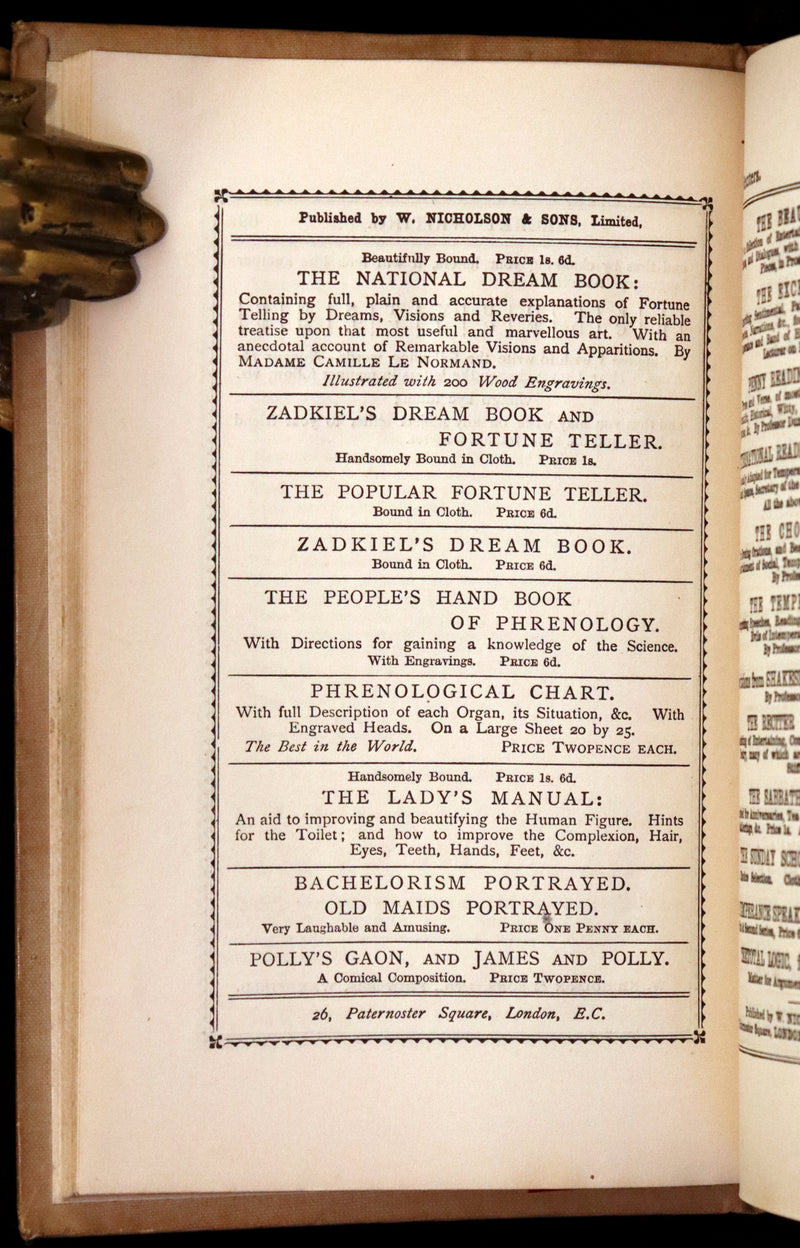 Published by W. NICHOLSON & SONS, Limited,
Beautifully Bound. PRICE 1s. 6d.
THE NATIONAL DREAM BOOK:
Containing full, plain and accurate explanations of Fortune
Telling by Dreams, Visions and Reveries. The only reliable
treatise upon that most useful and marvellous art. With an
anecdotal account of Remarkable Visions and Apparitions. By
MADAME CAMILLE LE NORMAND.
Illustrated with 200 Wood Engravings.
ZADKIEL'S DREAM BOOK AND
FORTUNE TELLER.
Handsomely Bound in Cloth. PRICE 1s.
THE POPULAR FORTUNE TELLER.
Bound in Cloth. PRICE 6d.
ZADKIEL'S DREAM BOOK.
Bound in Cloth. PRICE 6d.
THE PEOPLE'S HAND BOOK
OF PHRENOLOGY.
With Directions for gaining a knowledge of the Science.
With Engravings. PRICE 6d.
PHRENOLOGICAL CHART.
With full Description of each Organ, its Situation, &c. With
Engraved Heads. On a Large Sheet 20 by 25.
The Best in the World. PRICE TWOPENCE EACH.
Handsomely Bound. PRICE 1s. 6d.
THE LADY'S MANUAL:
An aid to improving and beautifying the Human Figure. Hints
for the Toilet; and how to improve the Complexion, Hair,
Eyes, Teeth, Hands, Feet, &c.
BACHELORISM PORTRAYED.
OLD MAIDS PORTRAYED.
Very Laughable and Amusing. PRICE ONE PENNY EACH.
POLLY'S GAON, AND JAMES AND POLLY.
A Comical Composition. PRICE TWOPENCE.
26, Paternoster Square, London, E.C.